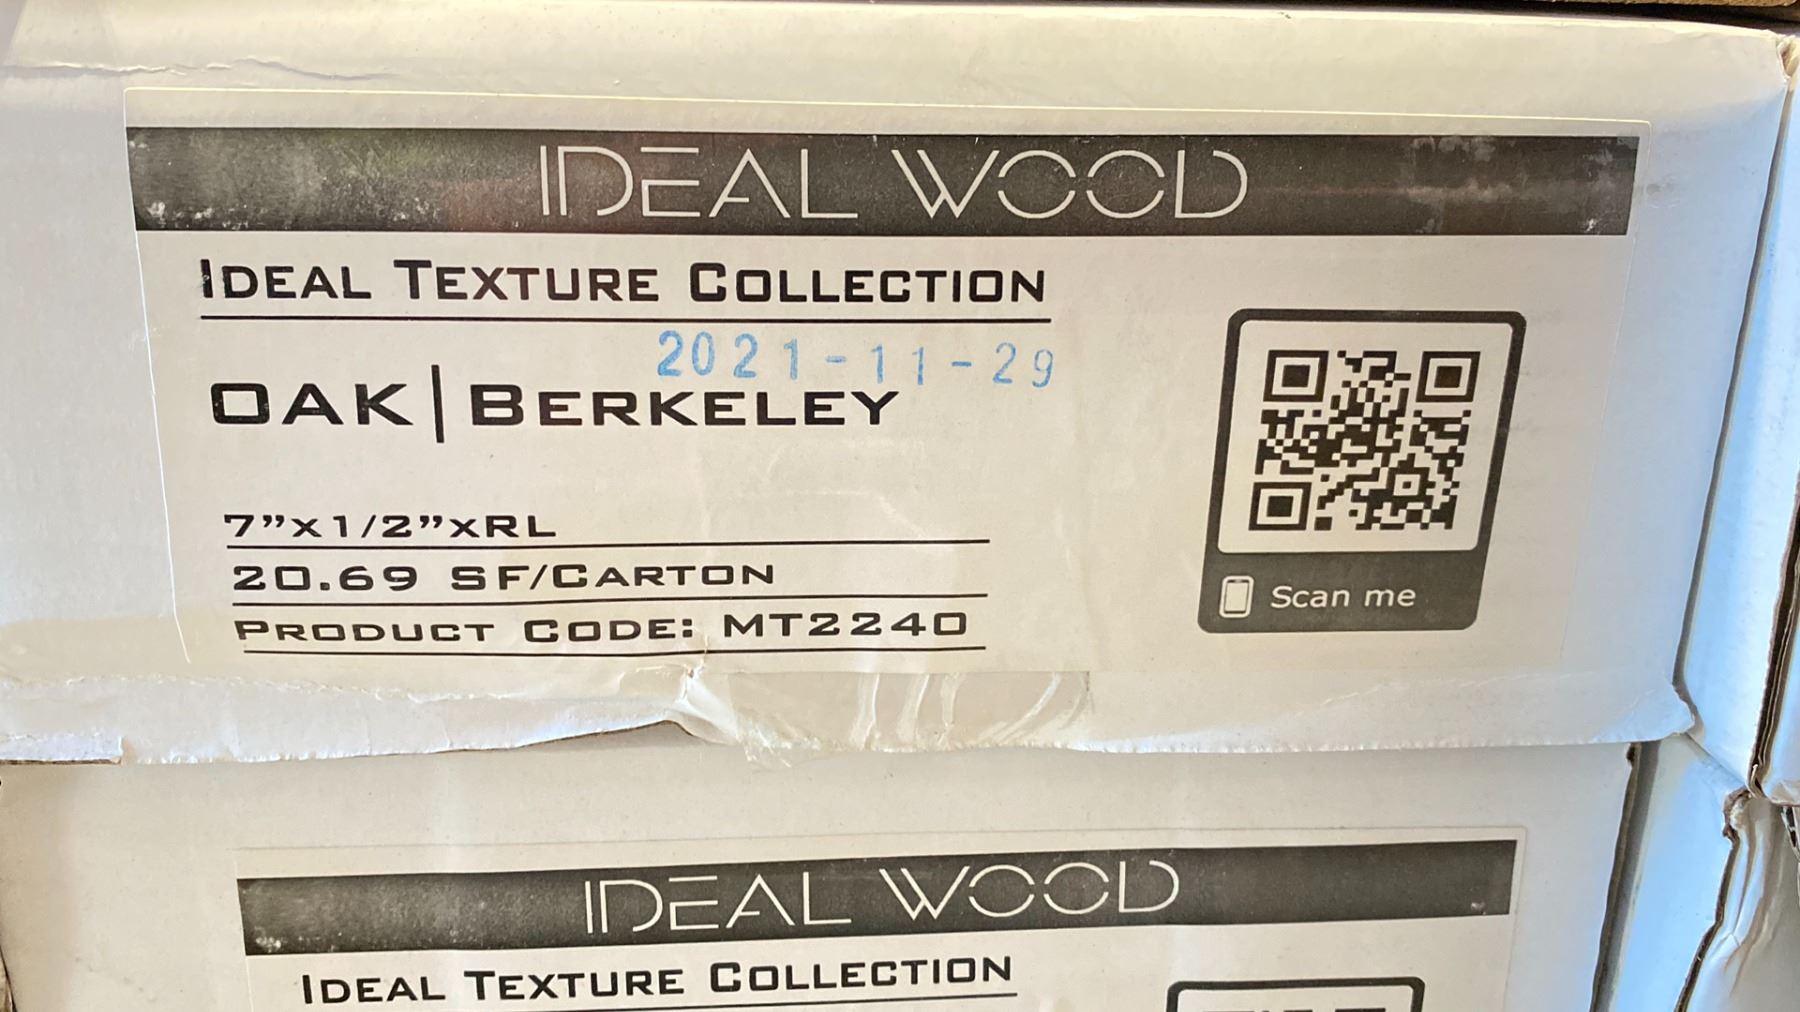 IDEAL WOOD
IDEAL TEXTURE COLLECTION
2021-11-29
OAK|BERKELEY
7”x1/2”xRL
20.69 SF/CARTON
PRODUCT CODE: MT2240
Scan me
IDEAL WOOD
IDEAL TEXTURE COLLECTION